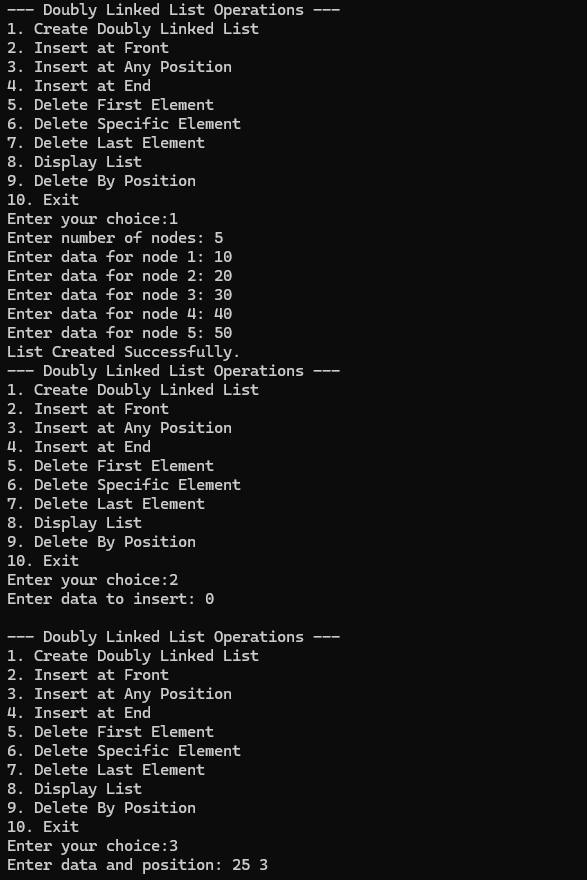 --- Doubly Linked List Operations ---
1. Create Doubly Linked List
2. Insert at Front
3. Insert at Any Position
4. Insert at End
5. Delete First Element
6. Delete Specific Element
7. Delete Last Element
8. Display List
9. Delete By Position
10. Exit
Enter your choice:1
Enter number of nodes: 5
Enter data for node 1: 10
Enter data for node 2: 20
Enter data for node 3: 30
Enter data for node 4: 40
Enter data for node 5: 50
List Created Successfully.
--- Doubly Linked List Operations ---
1. Create Doubly Linked List
2. Insert at Front
3. Insert at Any Position
4. Insert at End
5. Delete First Element
6. Delete Specific Element
7. Delete Last Element
8. Display List
9. Delete By Position
10. Exit
Enter your choice:2
Enter data to insert: 0

--- Doubly Linked List Operations ---
1. Create Doubly Linked List
2. Insert at Front
3. Insert at Any Position
4. Insert at End
5. Delete First Element
6. Delete Specific Element
7. Delete Last Element
8. Display List
9. Delete By Position
10. Exit
Enter your choice:3
Enter data and position: 25 3